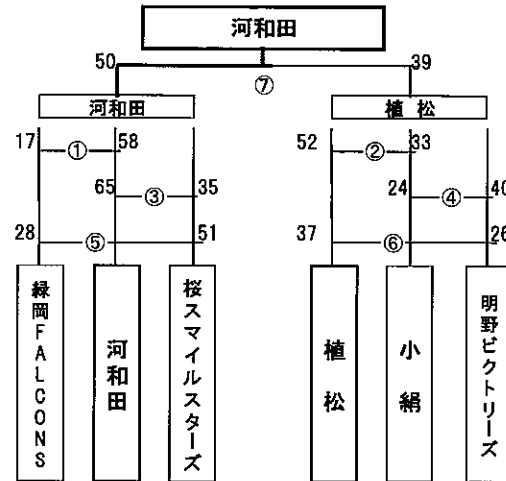 河和田
50 39
⑦
河和田 植松
17 ① 58 52 ② 33
65 ③ 35 24 ④ 40
28 ⑤ 51 37 ⑥ 26
緑岡FALCONS
河和田
桜スマイルスターズ
植松
小絹
明野ビクトリーズ